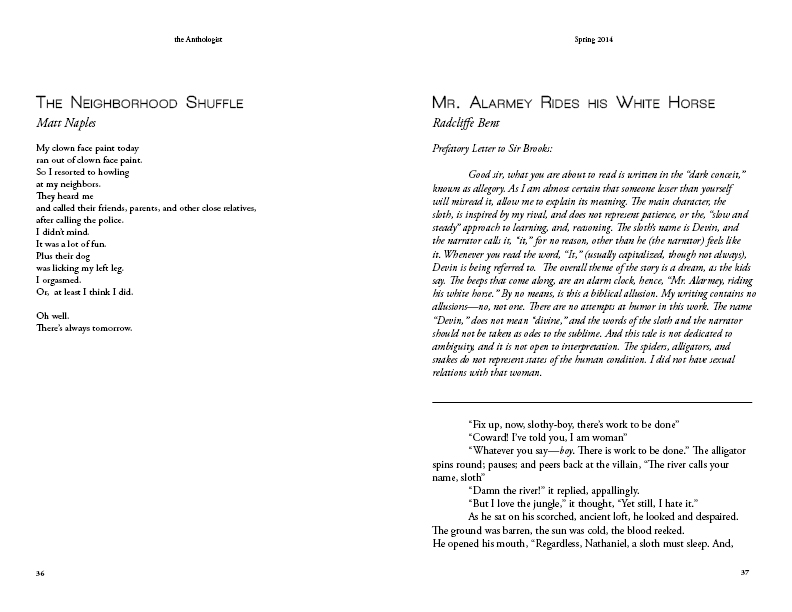 the Anthologist
The Neighborhood Shuffle
Matt Naples
My clown face paint today
ran out of clown face paint.
So I resorted to howling
at my neighbors.
They heard me
and called their friends, parents, and other close relatives,
after calling the police.
I didn't mind.
It was a lot of fun.
Plus their dog
was licking my left leg.
I orgasmed.
Or, at least I think I did.
Oh well.
There's always tomorrow.
36
Spring 2014
Mr. Alarmey Rides his White Horse
Radcliffe Bent
Prefatory Letter to Sir Brooks:
Good sir, what you are about to read is written in the “dark conceit,”
known as allegory. As I am almost certain that someone lesser than yourself
will misread it, allow me to explain its meaning. The main character, the
sloth, is inspired by my rival, and does not represent patience, or the, “slow and
steady” approach to learning, and, reasoning. The sloth's name is Devin, and
the narrator calls it, “it,” for no reason, other than he (the narrator) feels like
it. Whenever you read the word, “It,” (usually capitalized, though not always),
Devin is being referred to. The overall theme of the story is a dream, as the kids
say. The beeps that come along, are an alarm clock, hence, “Mr. Alarmey, riding
his white horse.” By no means, is this a biblical allusion. My writing contains no
allusions—no, not one. There are no attempts at humor in this work. The name
“Devin,” does not mean “divine,” and the words of the sloth and the narrator
should not be taken as odes to the sublime. And this tale is not dedicated to
ambiguity, and it is not open to interpretation. The spiders, alligators, and
snakes do not represent states of the human condition. I did not have sexual
relations with that woman.
“Fix up, now, slothy-boy, there's work to be done”
“Coward! I've told you, I am woman”
“Whatever you say—boy. There is work to be done.” The alligator
spins round; pauses; and peers back at the villain, “The river calls your
name, sloth”
“Damn the river!” it replied, appallingly.
“But I love the jungle,” it thought, “Yet still, I hate it.”
As he sat on his scorched, ancient loft, he looked and despaired.
The ground was barren, the sun was cold, the blood reeked.
He opened his mouth, “Regardless, Nathaniel, a sloth must sleep. And,
37